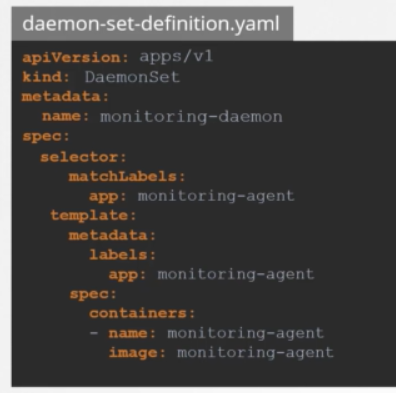 daemon-set-definition.yaml
apiVersion: apps/v1
kind: DaemonSet
metadata:
  name: monitoring-daemon
spec:
  selector:
     matchLabels:
       app: monitoring-agent
   template:
     metadata:
       labels:
         app: monitoring-agent
     spec:
       containers:
       - name: monitoring-agent
         image: monitoring-agent